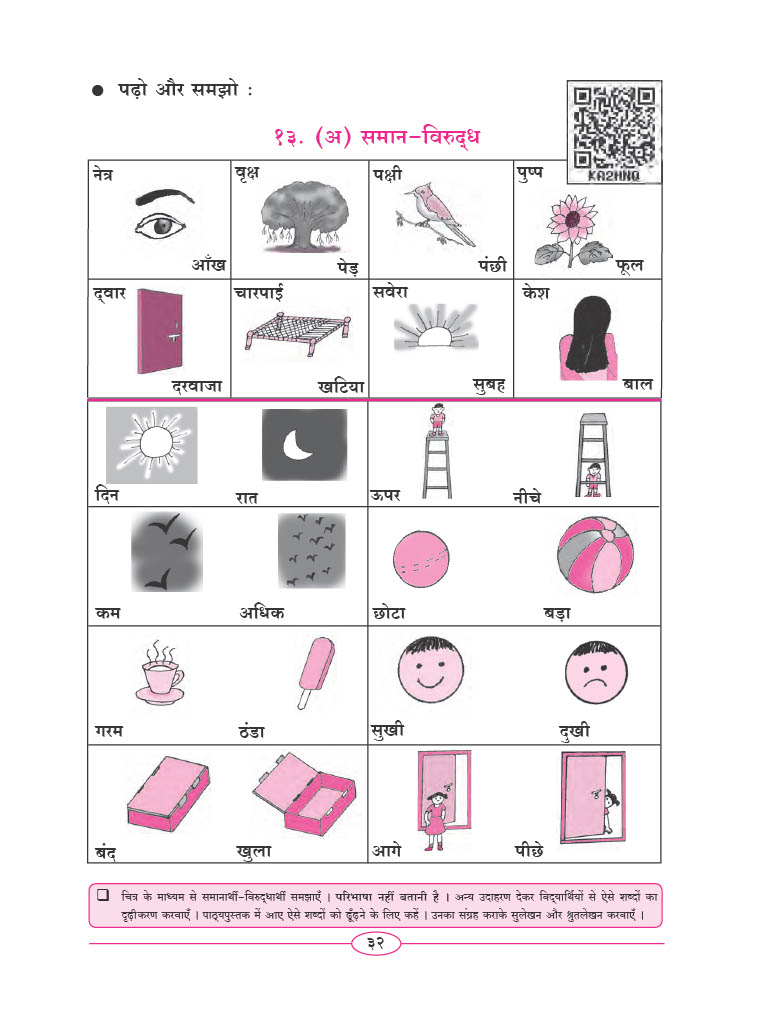 ● पढ़ो और समझो :
KA2HNQ
१३. (अ) समान-विरुद्ध
नेत्र
आँख
वृक्ष
पेड़
पक्षी
पंछी
पुष्प
फूल
द्वार
दरवाजा
चारपाई
खटिया
सवेरा
सुबह
केश
बाल
दिन
रात
ऊपर
नीचे
कम
अधिक
छोटा
बड़ा
गरम
ठंडा
सुखी
दुखी
बंद
खुला
आगे
पीछे
❑ चित्र के माध्यम से समानार्थी-विरुद्धार्थी समझाएँ । परिभाषा नहीं बतानी है । अन्य उदाहरण देकर विद्यार्थियों से ऐसे शब्दों का
दृढ़ीकरण करवाएँ । पाठ्यपुस्तक में आए ऐसे शब्दों को ढूँढ़ने के लिए कहें । उनका संग्रह कराके सुलेखन और श्रुतलेखन करवाएँ ।
३२